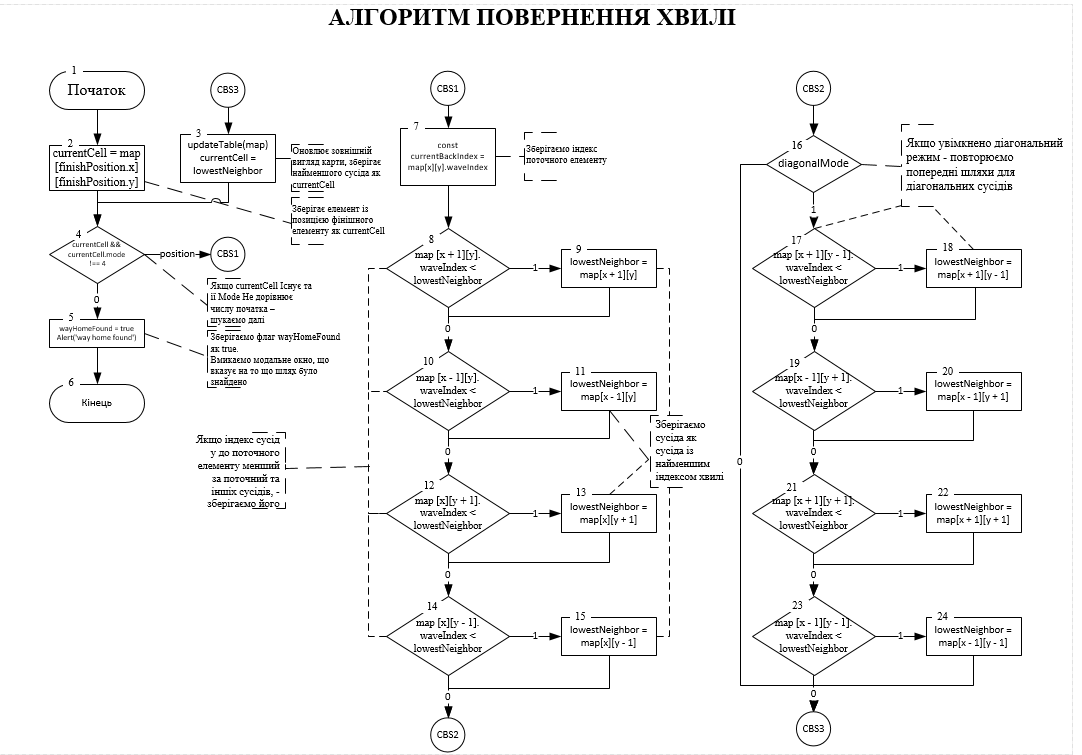 АЛГОРИТМ ПОВЕРНЕННЯ ХВИЛІ
1
Початок
2
currentCell = map
[finishPosition.x]
[finishPosition.y]
CBS3
3
updateTable(map)
currentCell =
lowestNeighbor
Оновлює зовнішній
вигляд карти, зберігає
найменшого сусіда як
currentCell
Зберігає елемент із
позицією фінішного
елементу як currentCell
4
currentCell &&
currentCell.mode
!== 4
position
CBS1
0
Якщо currentCell Існує та
її Mode Не дорівнює
числу початка –
шукаємо далі
5
wayHomeFound = true
Alert('way home found')
Зберігаємо флаг wayHomeFound
як true.
Вмикаємо модальне окно, що
вказує на то що шлях було
знайдено
6
Кінець
CBS1
7
const
currentBackIndex =
map[x][y].waveIndex
Зберігаємо індекс
поточного елементу
8
map [x + 1][y].
waveIndex <
lowestNeighbor
1
9
lowestNeighbor =
map[x + 1][y]
0
10
map [x - 1][y].
waveIndex <
lowestNeighbor
1
11
lowestNeighbor =
map[x - 1][y]
0
Якщо індекс сусід
у до поточного
елементу менший
за поточний та
інших сусідів, -
зберігаємо його
Зберігаємо
сусіда як
сусіда із
найменшим
індексом хвилі
12
map [x][y + 1].
waveIndex <
lowestNeighbor
1
13
lowestNeighbor =
map[x][y + 1]
0
14
map [x][y - 1].
waveIndex <
lowestNeighbor
1
15
lowestNeighbor =
map[x][y - 1]
0
CBS2
CBS2
16
diagonalMode
Якщо увімкнено діагональний
режим - повторюємо
попередні шляхи для
діагональних сусідів
1
0
17
map [x + 1][y - 1].
waveIndex <
lowestNeighbor
1
18
lowestNeighbor =
map[x + 1][y - 1]
0
19
map[x - 1][y + 1].
waveIndex <
lowestNeighbor
1
20
lowestNeighbor =
map[x - 1][y + 1]
0
21
map [x + 1][y + 1].
waveIndex <
lowestNeighbor
1
22
lowestNeighbor =
map[x + 1][y + 1]
0
23
map [x - 1][y - 1].
waveIndex <
lowestNeighbor
1
24
lowestNeighbor =
map[x - 1][y - 1]
0
CBS3